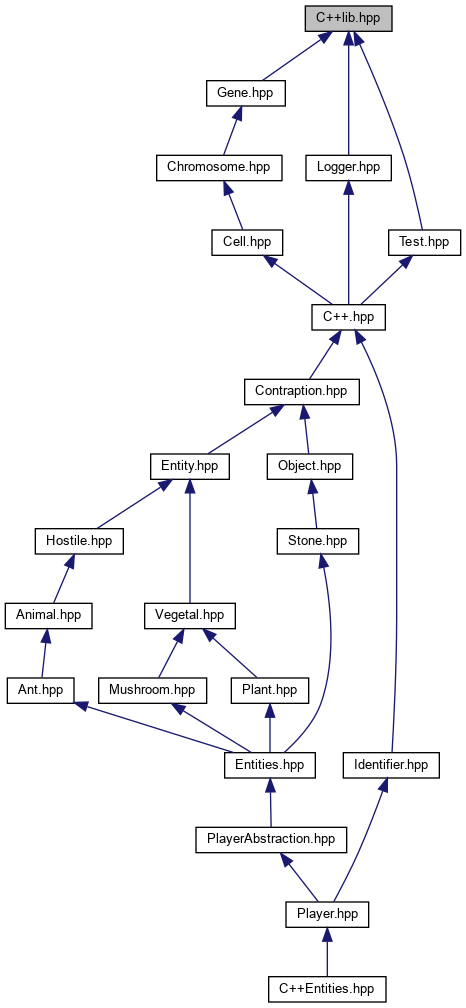 C++lib.hpp
Gene.hpp
Chromosome.hpp
Logger.hpp
Cell.hpp
Test.hpp
C++.hpp
Contraption.hpp
Entity.hpp
Object.hpp
Hostile.hpp
Stone.hpp
Animal.hpp
Vegetal.hpp
Ant.hpp
Mushroom.hpp
Plant.hpp
Entities.hpp
Identifier.hpp
PlayerAbstraction.hpp
Player.hpp
C++Entities.hpp